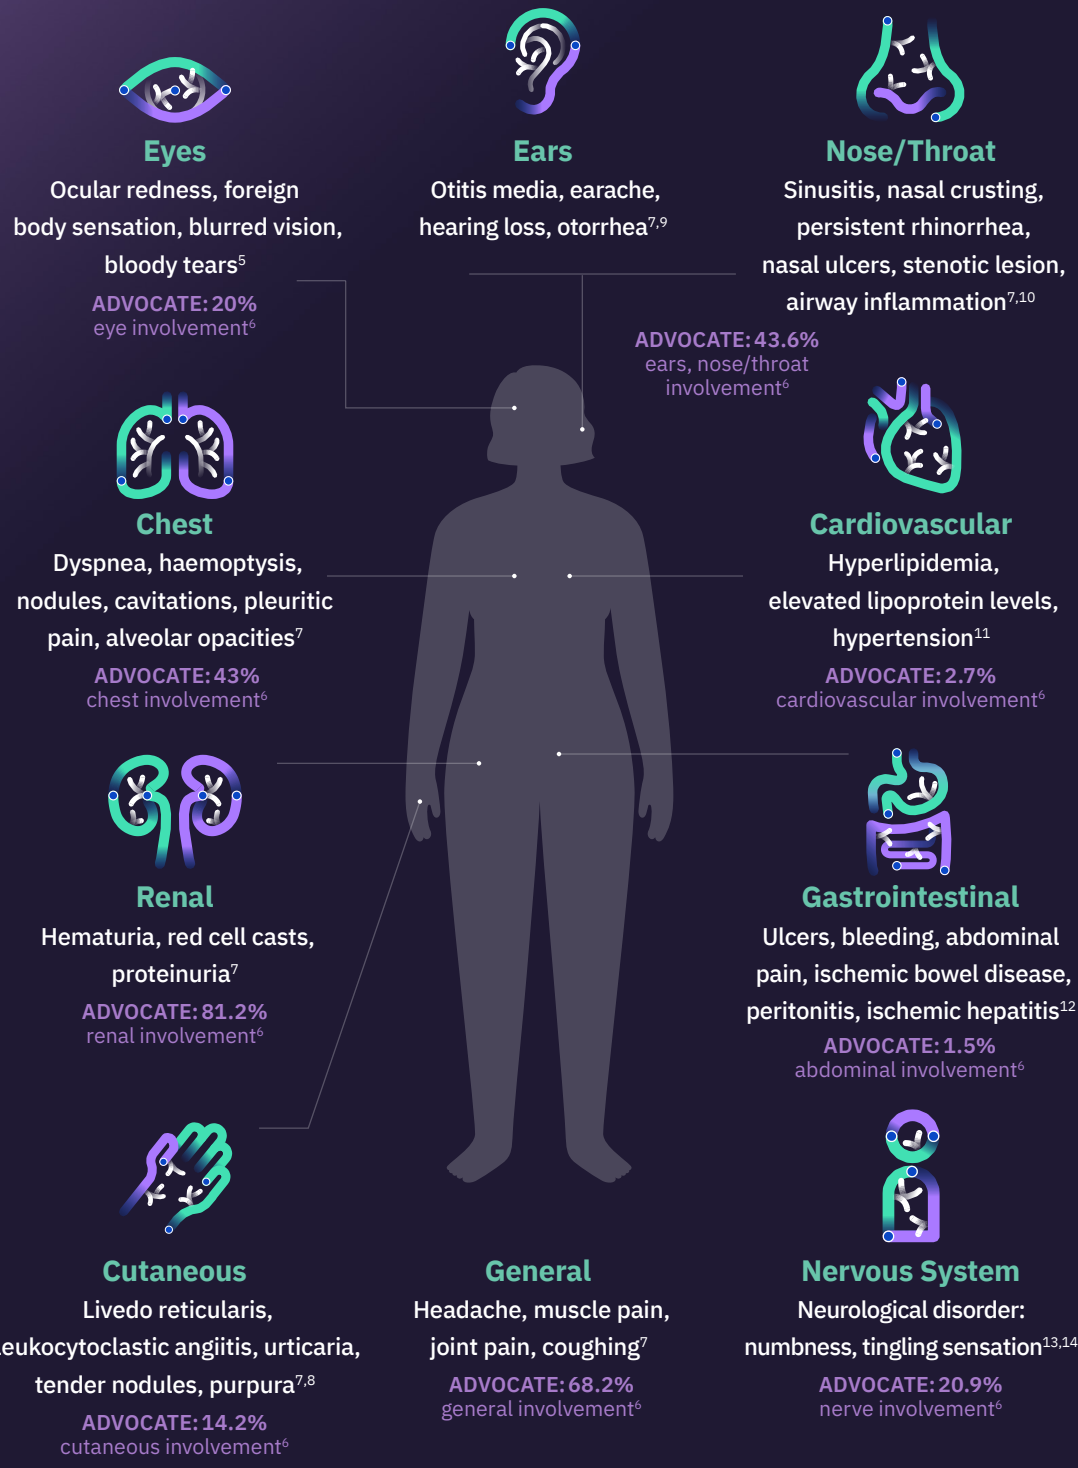 Eyes
Ocular redness, foreign
body sensation, blurred vision,
bloody tears5
ADVOCATE: 20%
eye involvement6
Ears
Otitis media, earache,
hearing loss, otorrhea7,9
Nose/Throat
Sinusitis, nasal crusting,
persistent rhinorrhea,
nasal ulcers, stenotic lesion,
airway inflammation7,10
ADVOCATE: 43.6%
ears, nose/throat
involvement6
Chest
Dyspnea, haemoptysis,
nodules, cavitations, pleuritic
pain, alveolar opacities7
ADVOCATE: 43%
chest involvement6
Cardiovascular
Hyperlipidemia,
elevated lipoprotein levels,
hypertension11
ADVOCATE: 2.7%
cardiovascular involvement6
Renal
Hematuria, red cell casts,
proteinuria7
ADVOCATE: 81.2%
renal involvement6
Gastrointestinal
Ulcers, bleeding, abdominal
pain, ischemic bowel disease,
peritonitis, ischemic hepatitis12
ADVOCATE: 1.5%
abdominal involvement6
Cutaneous
Livedo reticularis,
leukocytoclastic angiitis, urticaria,
tender nodules, purpura7,8
ADVOCATE: 14.2%
cutaneous involvement6
General
Headache, muscle pain,
joint pain, coughing7
ADVOCATE: 68.2%
general involvement6
Nervous System
Neurological disorder:
numbness, tingling sensation13,14
ADVOCATE: 20.9%
nerve involvement6